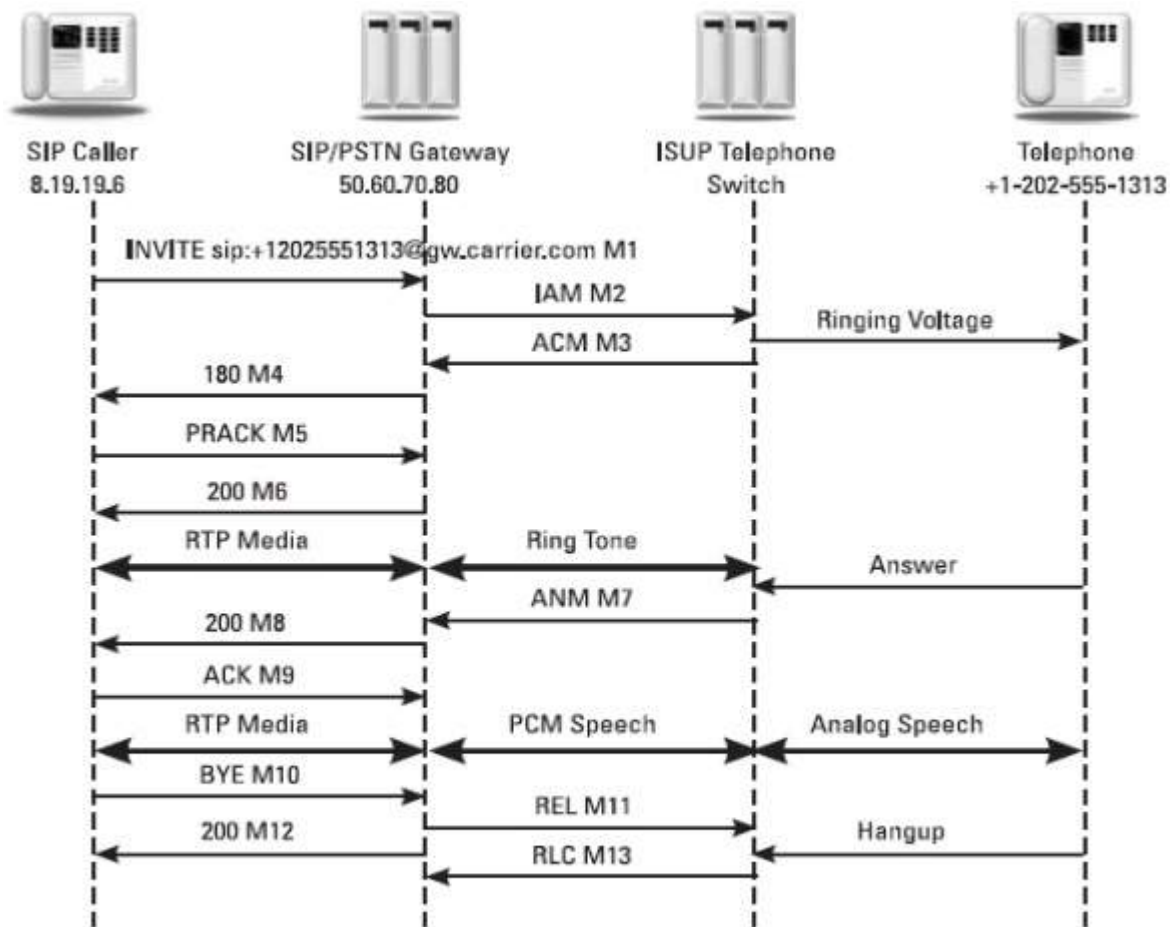 SIP Caller
8.19.19.6
SIP/PSTN Gateway
50.60.70.80
ISUP Telephone
Switch
Telephone
+1-202-555-1313
INVITE sip:+12025551313@gw.carrier.com M1
IAM M2
Ringing Voltage
ACM M3
180 M4
PRACK M5
200 M6
RTP Media
Ring Tone
Answer
ANM M7
200 M8
ACK M9
RTP Media
PCM Speech
Analog Speech
BYE M10
REL M11
200 M12
Hangup
RLC M13